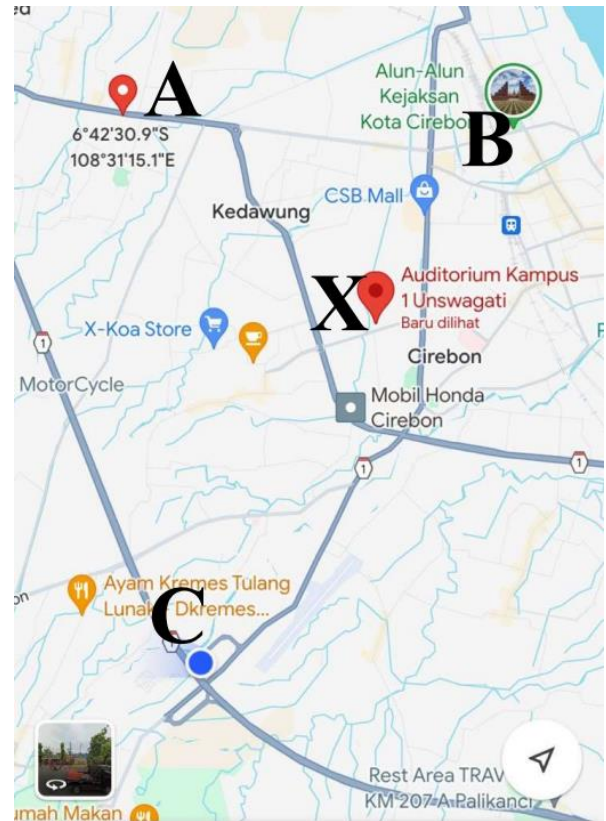 A
6°42'30.9"S
108°31'15.1"E
Alun-Alun
Kejaksan
Kota Cirebon
B
CSB Mall
Kedawung
X
Auditorium Kampus
1 Unswagati
Baru dilihat
X-Koa Store
1
MotorCycle
Cirebon
Mobil Honda
Cirebon
1
1
Ayam Kremes Tulang
Lunak Dkremes...
C
1
Rest Area TRAV
KM 207 A Palikanci
umah Makan